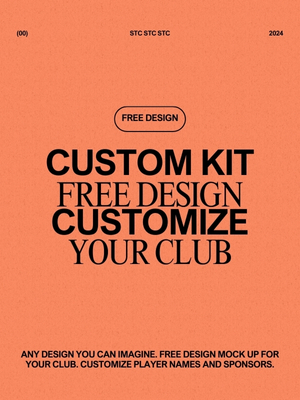 (00) STC STC STC 2024
FREE DESIGN
CUSTOM KIT
FREE DESIGN
CUSTOMIZE
YOUR CLUB
ANY DESIGN YOU CAN IMAGINE. FREE DESIGN MOCK UP FOR
YOUR CLUB. CUSTOMIZE PLAYER NAMES AND SPONSORS.